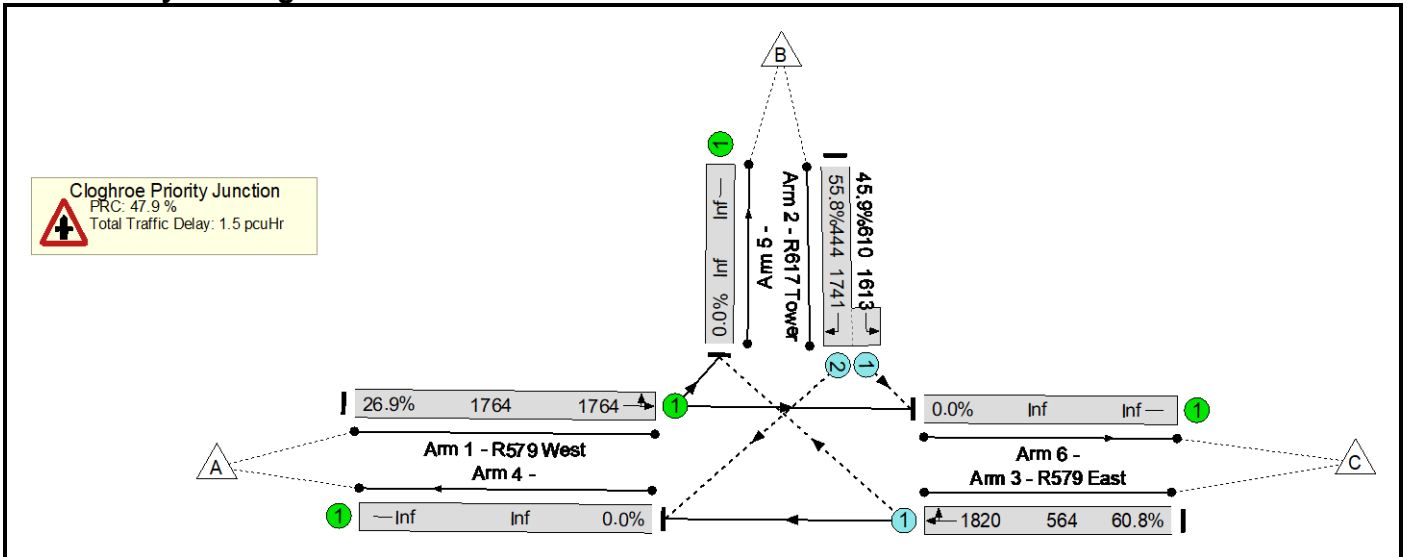 B
Cloghroe Priority Junction
PRC: 47.9 %
Total Traffic Delay: 1.5 pcuHr
1
Inf Inf 0.0%
Arm 5 -
Arm 2 - R617 Tower
55.8% 444 1741
45.9% 610 1613
2 1
26.9% 1764 1764 1
0.0% Inf Inf 1
Arm 1 - R579 West
Arm 4 -
A
Arm 6 -
Arm 3 - R579 East
C
1 Inf Inf 0.0%
1 1820 564 60.8%